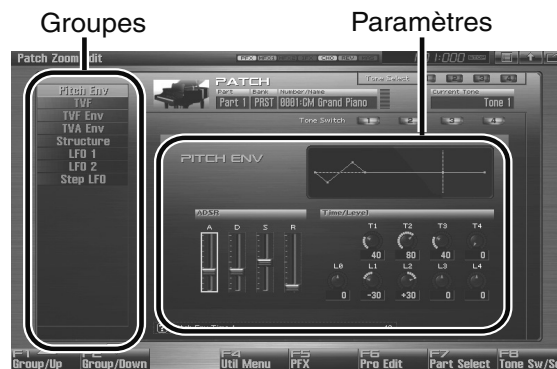 Groupes Paramètres
Patch Zoom Edit
PATCH
Tone Select
Part Bank Number/Name Current Tone
Part 1 PRST 0001:GM Grand Piano Tone 1
Tone Switch 1 2 3 4
Pitch Env
TVF
TVF Env
TVA Env
Structure
LFO 1
LFO 2
Step LFO
PITCH ENV
ADSR Time/Level
A D S R
T1 T2 T3 T4
40 80 40 0
L0 L1 L2 L3 L4
0 -30 +30 0 0
Group/Up Group/Down Util Menu PFX Pro Edit Part Select Tone Sw/S
F4 F5 F6 F7 F8